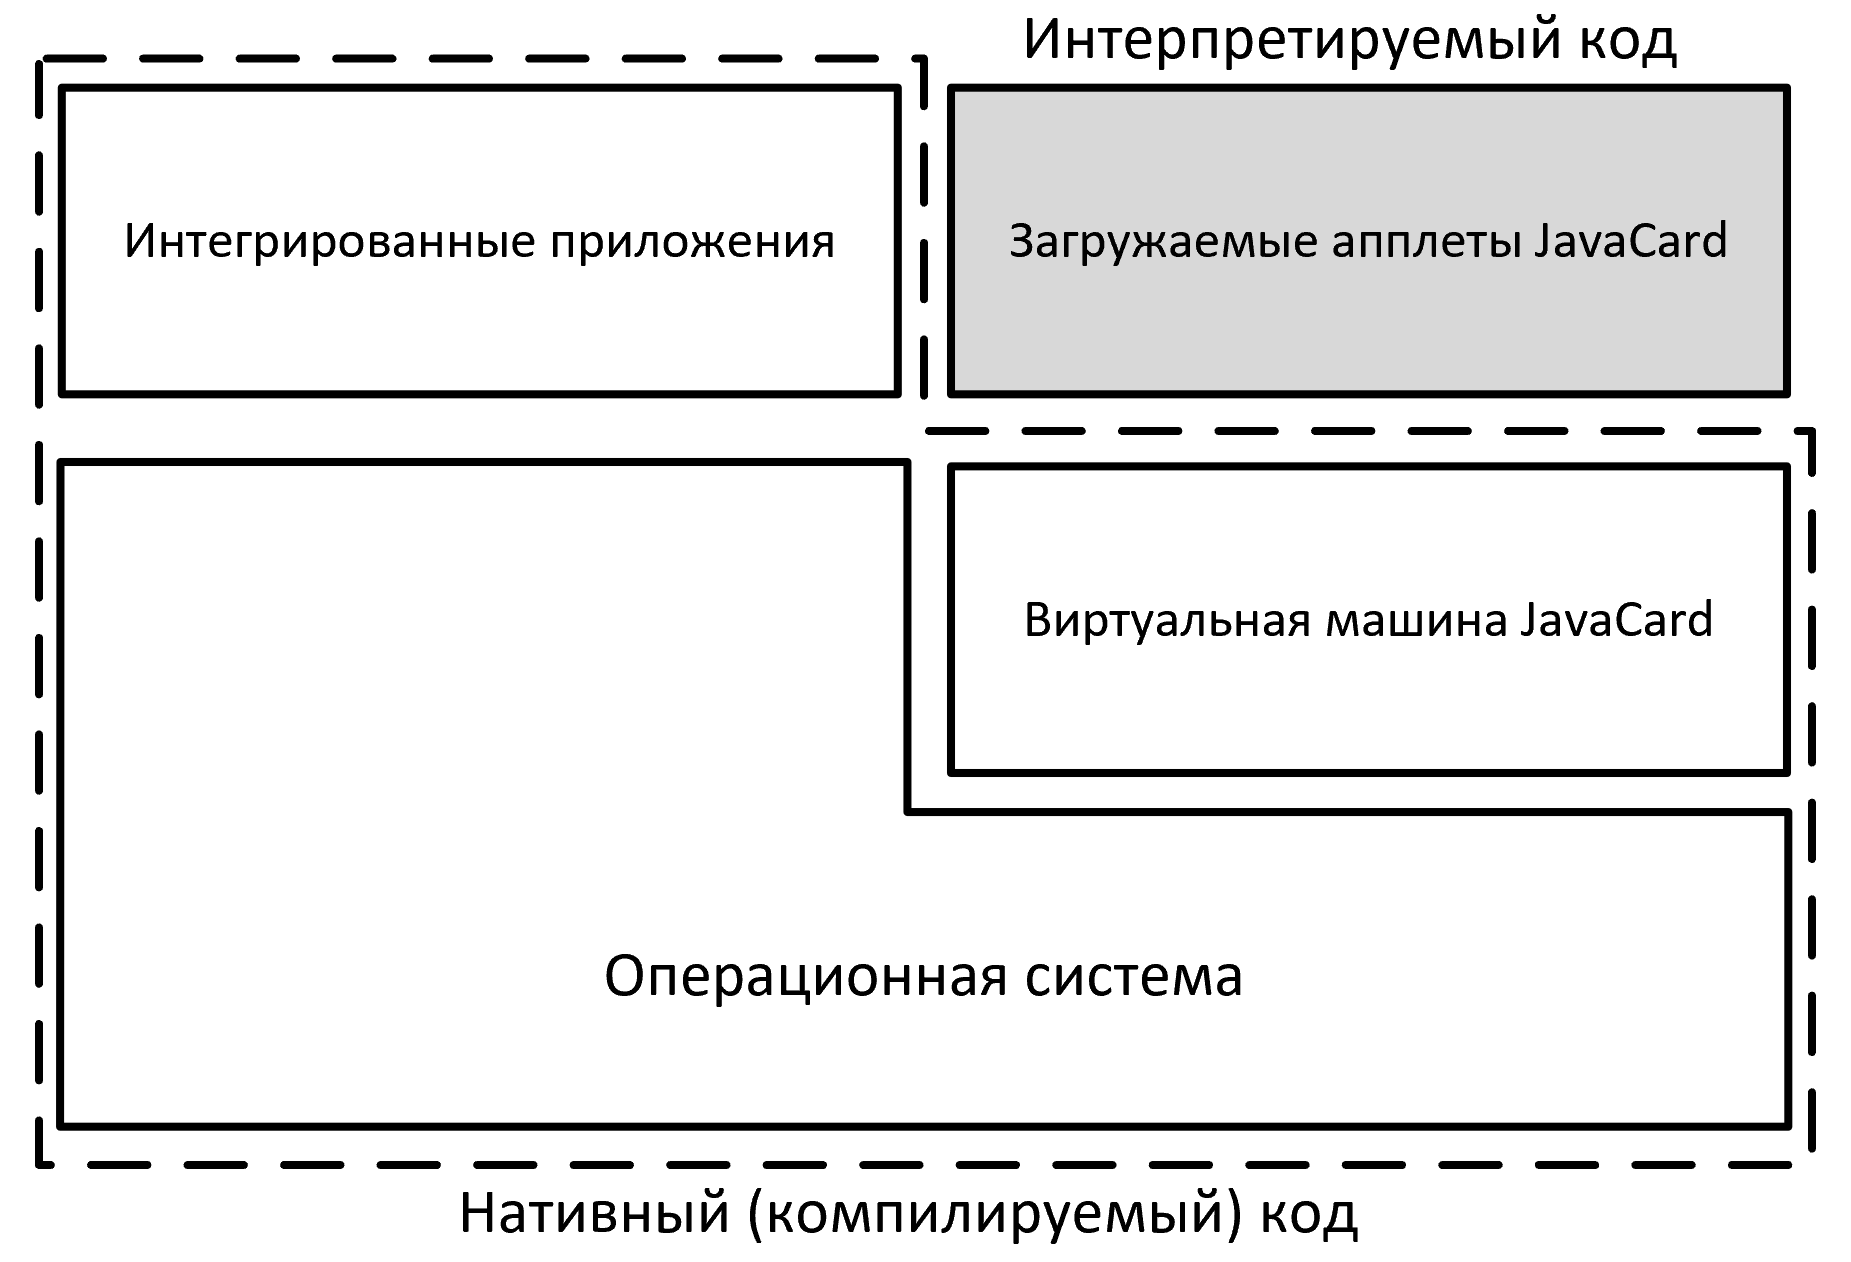 Интерпретируемый код
Интегрированные приложения
Загружаемые апплеты JavaCard
Виртуальная машина JavaCard
Операционная система
Нативный (компилируемый) код